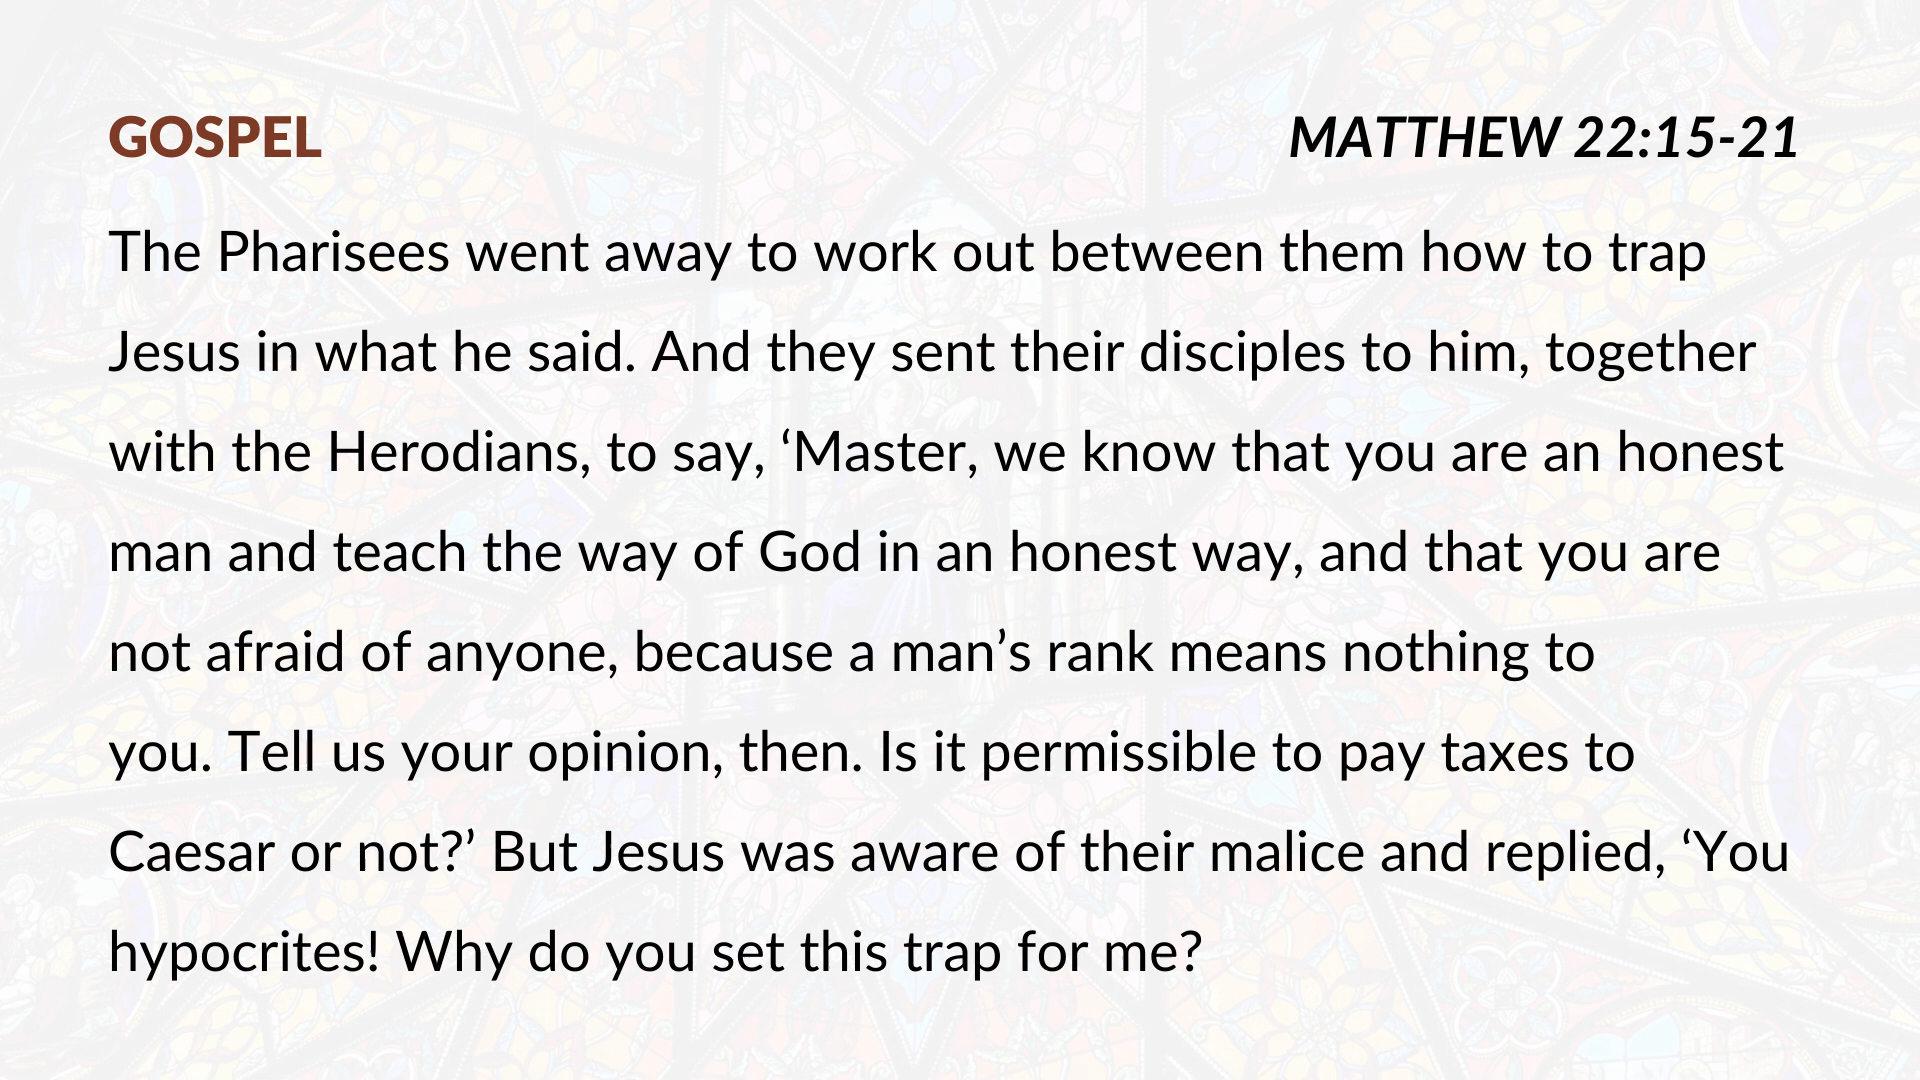 GOSPEL MATTHEW 22:15-21
The Pharisees went away to work out between them how to trap
Jesus in what he said. And they sent their disciples to him, together
with the Herodians, to say, ‘Master, we know that you are an honest
man and teach the way of God in an honest way, and that you are
not afraid of anyone, because a man’s rank means nothing to
you. Tell us your opinion, then. Is it permissible to pay taxes to
Caesar or not?’ But Jesus was aware of their malice and replied, ‘You
hypocrites! Why do you set this trap for me?